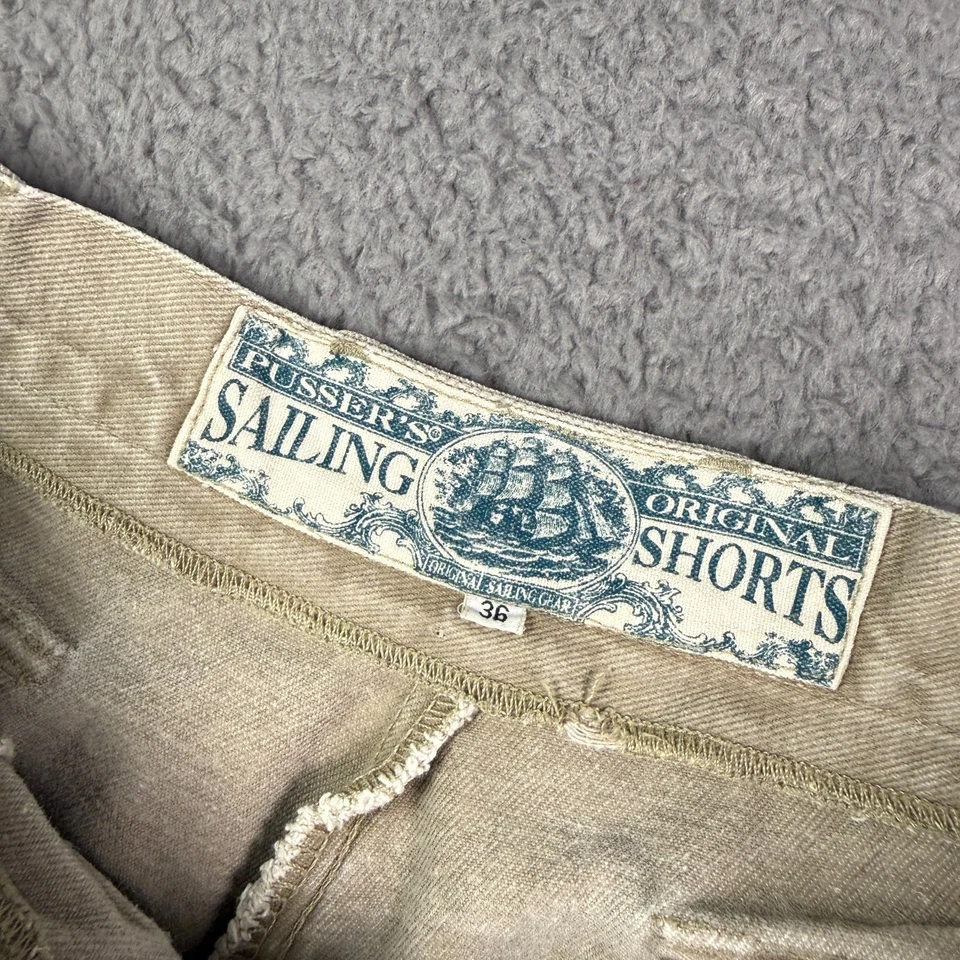 PUSSER'S®
SAILING
ORIGINAL
SHORTS
ORIGINAL SAILING GEAR
36